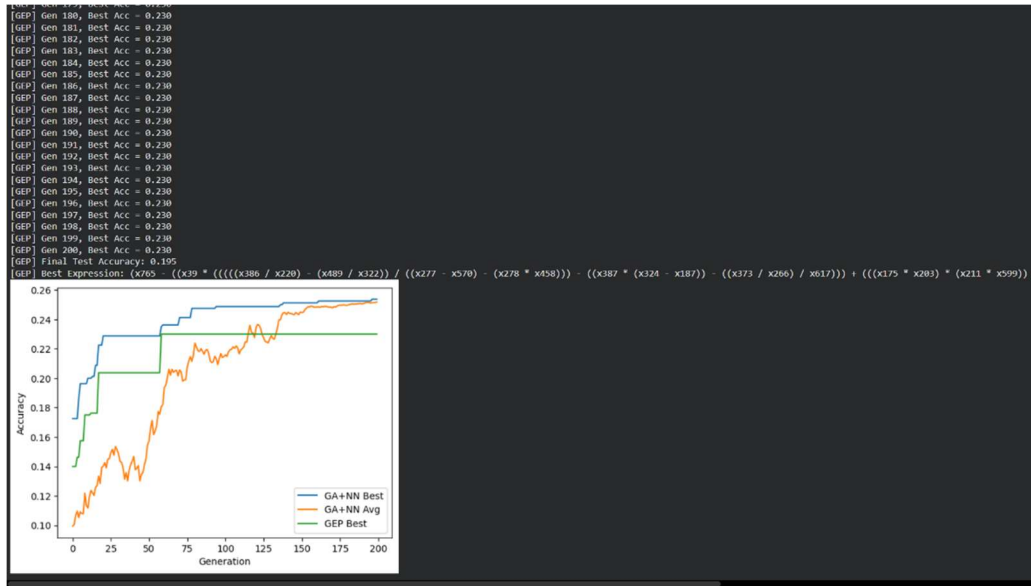 [GEP] Gen 179, Best Acc = 0.230
[GEP] Gen 180, Best Acc = 0.230
[GEP] Gen 181, Best Acc = 0.230
[GEP] Gen 182, Best Acc = 0.230
[GEP] Gen 183, Best Acc = 0.230
[GEP] Gen 184, Best Acc = 0.230
[GEP] Gen 185, Best Acc = 0.230
[GEP] Gen 186, Best Acc = 0.230
[GEP] Gen 187, Best Acc = 0.230
[GEP] Gen 188, Best Acc = 0.230
[GEP] Gen 189, Best Acc = 0.230
[GEP] Gen 190, Best Acc = 0.230
[GEP] Gen 191, Best Acc = 0.230
[GEP] Gen 192, Best Acc = 0.230
[GEP] Gen 193, Best Acc = 0.230
[GEP] Gen 194, Best Acc = 0.230
[GEP] Gen 195, Best Acc = 0.230
[GEP] Gen 196, Best Acc = 0.230
[GEP] Gen 197, Best Acc = 0.230
[GEP] Gen 198, Best Acc = 0.230
[GEP] Gen 199, Best Acc = 0.230
[GEP] Gen 200, Best Acc = 0.230
[GEP] Final Test Accuracy: 0.195
[GEP] Best Expression: (x765 - ((x39 * (((((x386 / x220) - (x489 / x322)) / ((x277 - x570) - (x278 * x458))) - ((x387 * (x324 - x187)) - ((x373 / x266) / x617))) + (((x175 * x203) * (x211 * x599))
0.26
0.24
0.22
0.20
0.18
0.16
0.14
0.12
0.10
Accuracy
GA+NN Best
GA+NN Avg
GEP Best
0 25 50 75 100 125 150 175 200
Generation